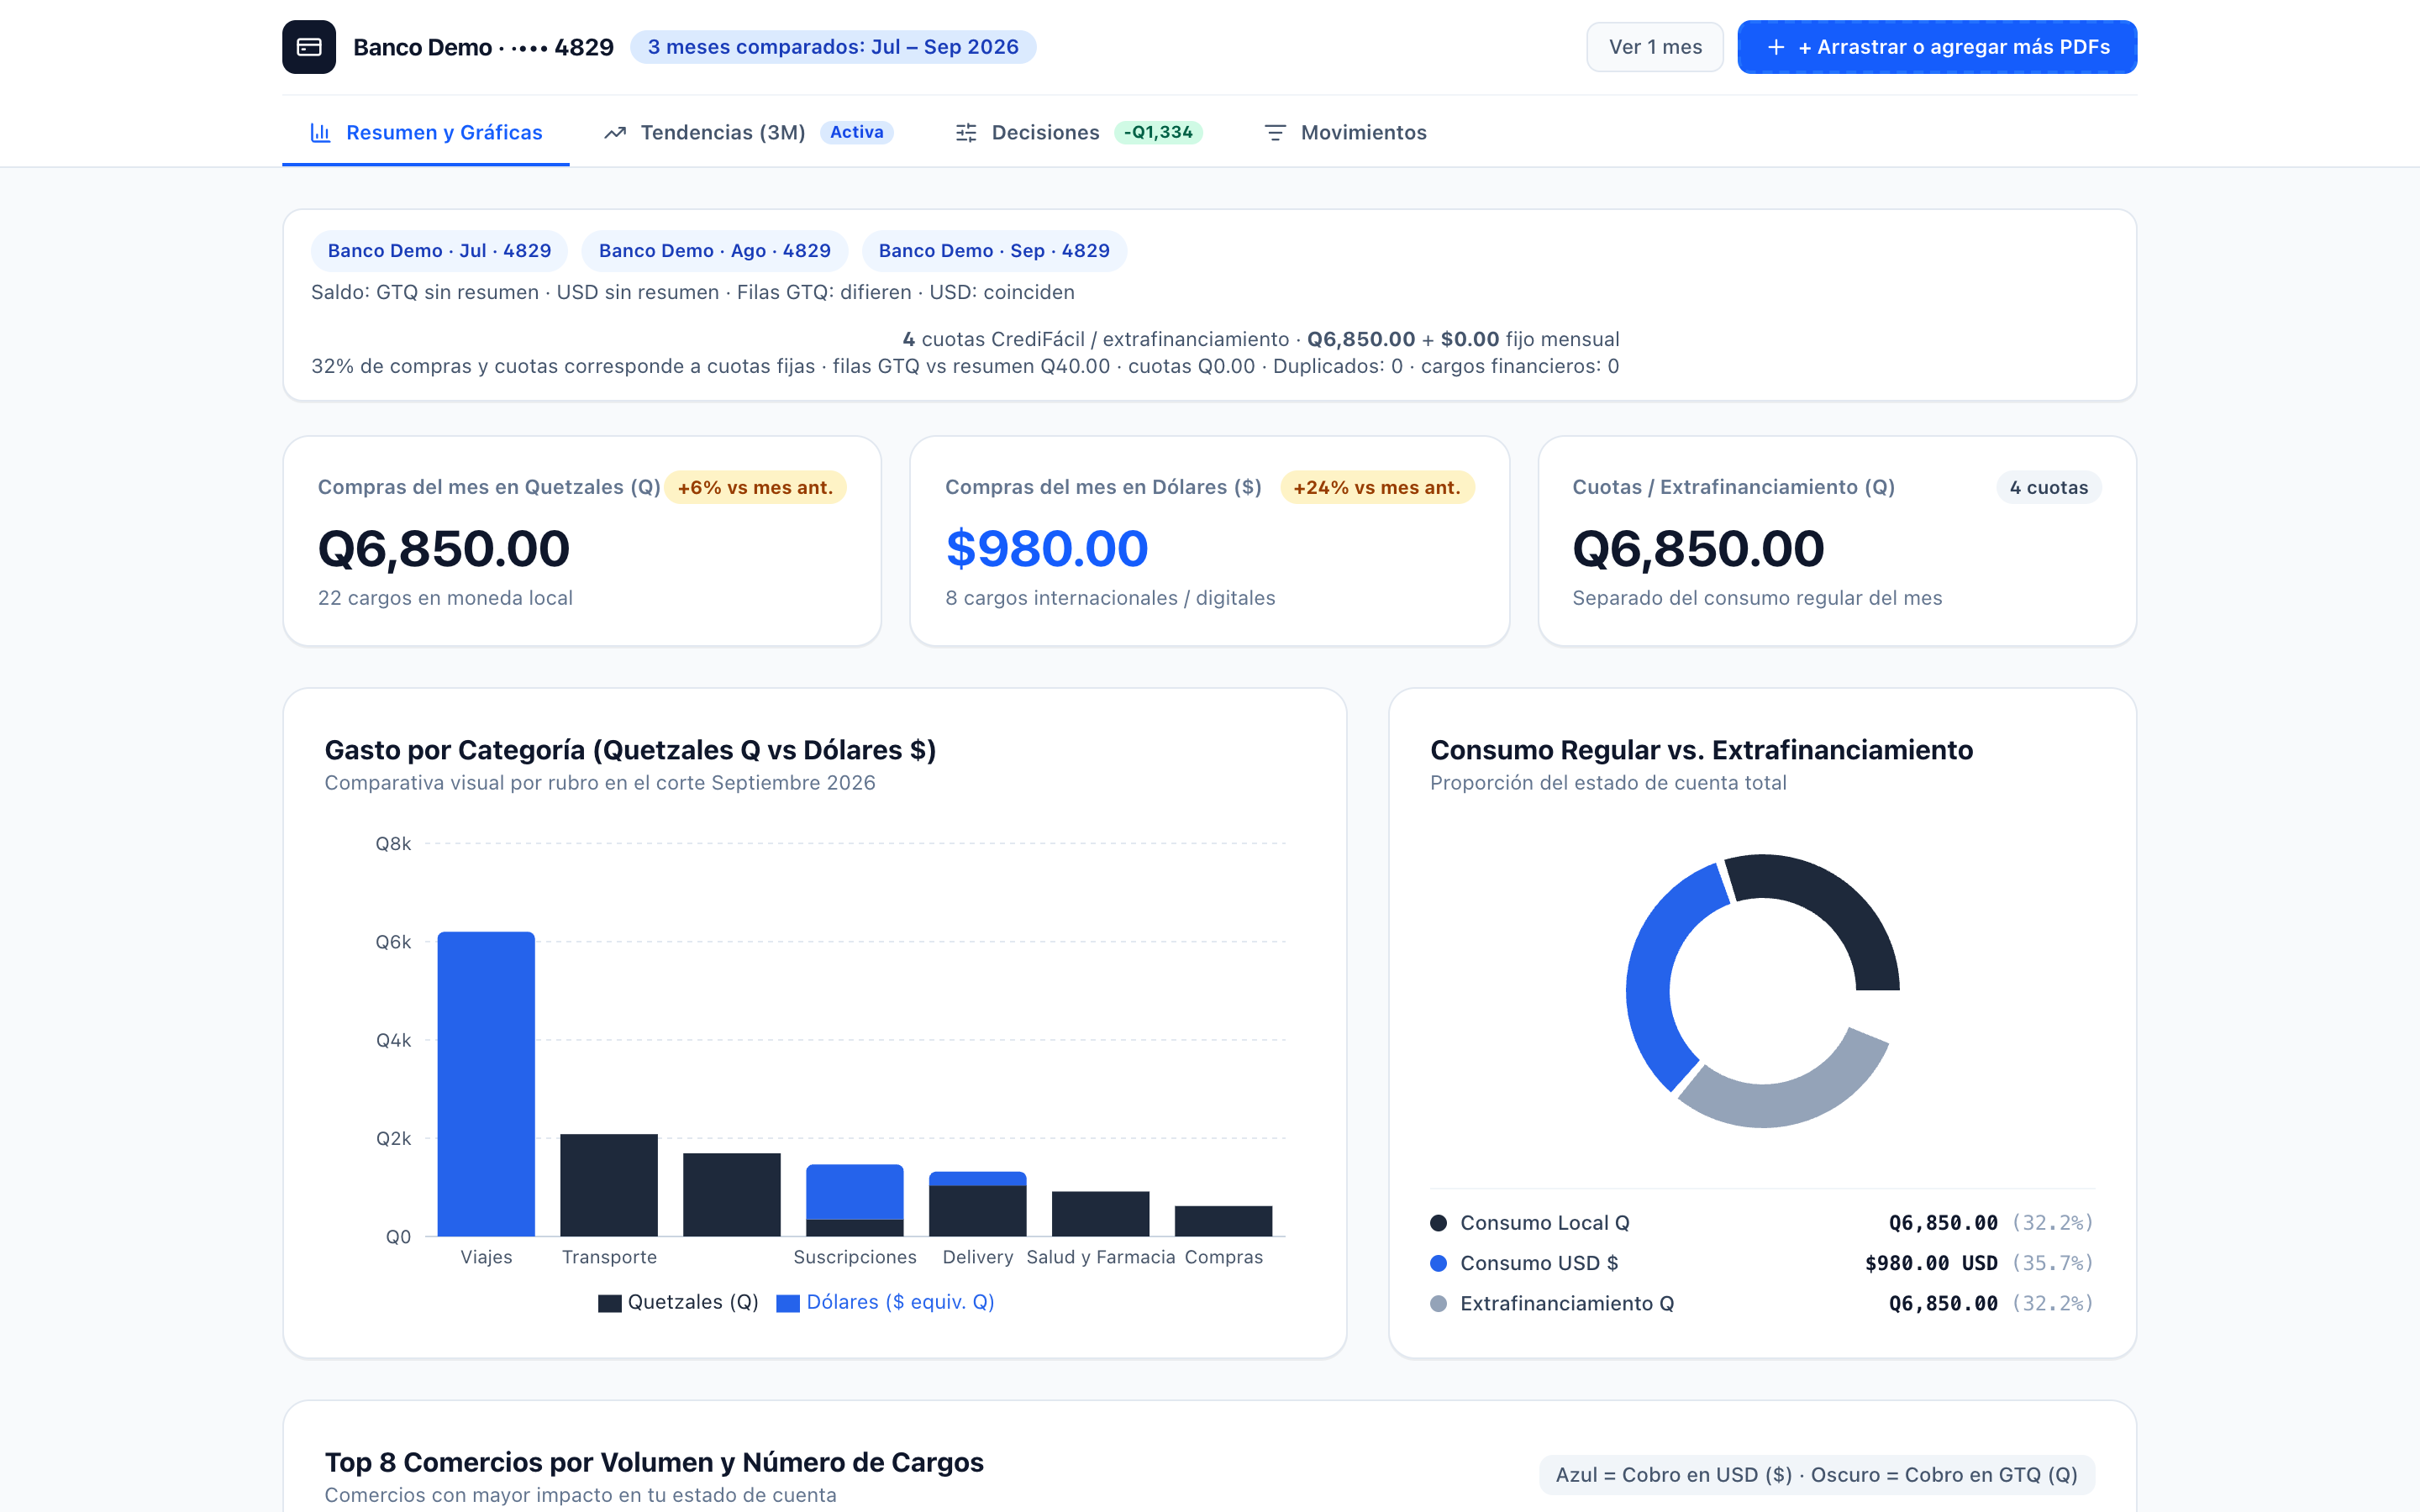 Banco Demo · ···· 4829
3 meses comparados: Jul – Sep 2026
Ver 1 mes
+ + Arrastrar o agregar más PDFs
Resumen y Gráficas
Tendencias (3M) Activa
Decisiones -Q1,334
Movimientos
Banco Demo · Jul · 4829
Banco Demo · Ago · 4829
Banco Demo · Sep · 4829
Saldo: GTQ sin resumen · USD sin resumen · Filas GTQ: difieren · USD: coinciden
4 cuotas CrediFácil / extrafinanciamiento · Q6,850.00 + $0.00 fijo mensual
32% de compras y cuotas corresponde a cuotas fijas · filas GTQ vs resumen Q40.00 · cuotas Q0.00 · Duplicados: 0 · cargos financieros: 0
Compras del mes en Quetzales (Q) +6% vs mes ant.
Q6,850.00
22 cargos en moneda local
Compras del mes en Dólares ($) +24% vs mes ant.
$980.00
8 cargos internacionales / digitales
Cuotas / Extrafinanciamiento (Q) 4 cuotas
Q6,850.00
Separado del consumo regular del mes
Gasto por Categoría (Quetzales Q vs Dólares $)
Comparativa visual por rubro en el corte Septiembre 2026
Q8k
Q6k
Q4k
Q2k
Q0
Viajes Transporte Suscripciones Delivery Salud y Farmacia Compras
Quetzales (Q) Dólares ($ equiv. Q)
Consumo Regular vs. Extrafinanciamiento
Proporción del estado de cuenta total
Consumo Local Q Q6,850.00 (32.2%)
Consumo USD $ $980.00 USD (35.7%)
Extrafinanciamiento Q Q6,850.00 (32.2%)
Top 8 Comercios por Volumen y Número de Cargos
Comercios con mayor impacto en tu estado de cuenta
Azul = Cobro en USD ($) · Oscuro = Cobro en GTQ (Q)